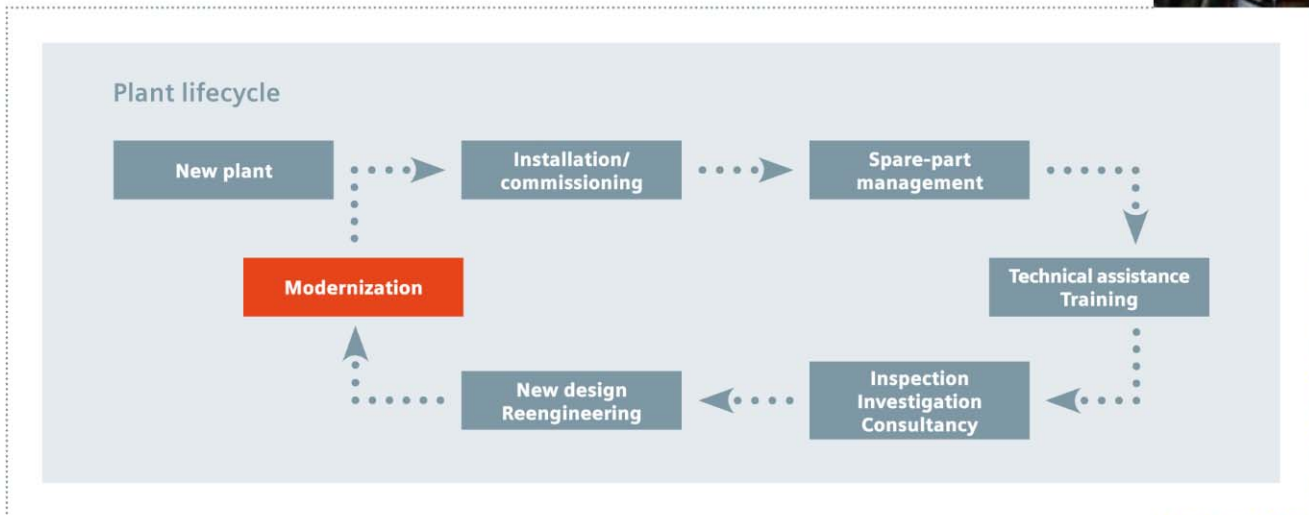 Plant lifecycle
New plant
Installation/
commissioning
Spare-part
management
Modernization
Technical assistance
Training
New design
Reengineering
Inspection
Investigation
Consultancy